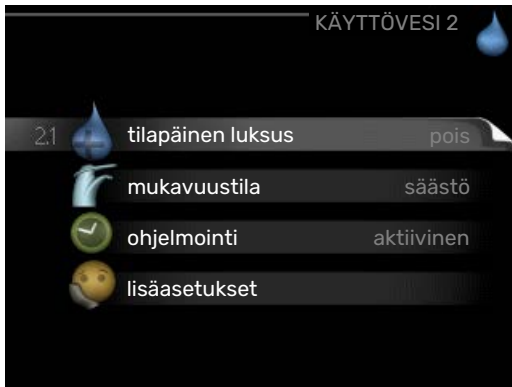 KÄYTTÖVESI 2
2.1 tilapäinen luksus pois
mukavuustila säästö
ohjelmointi aktiivinen
lisäasetukset